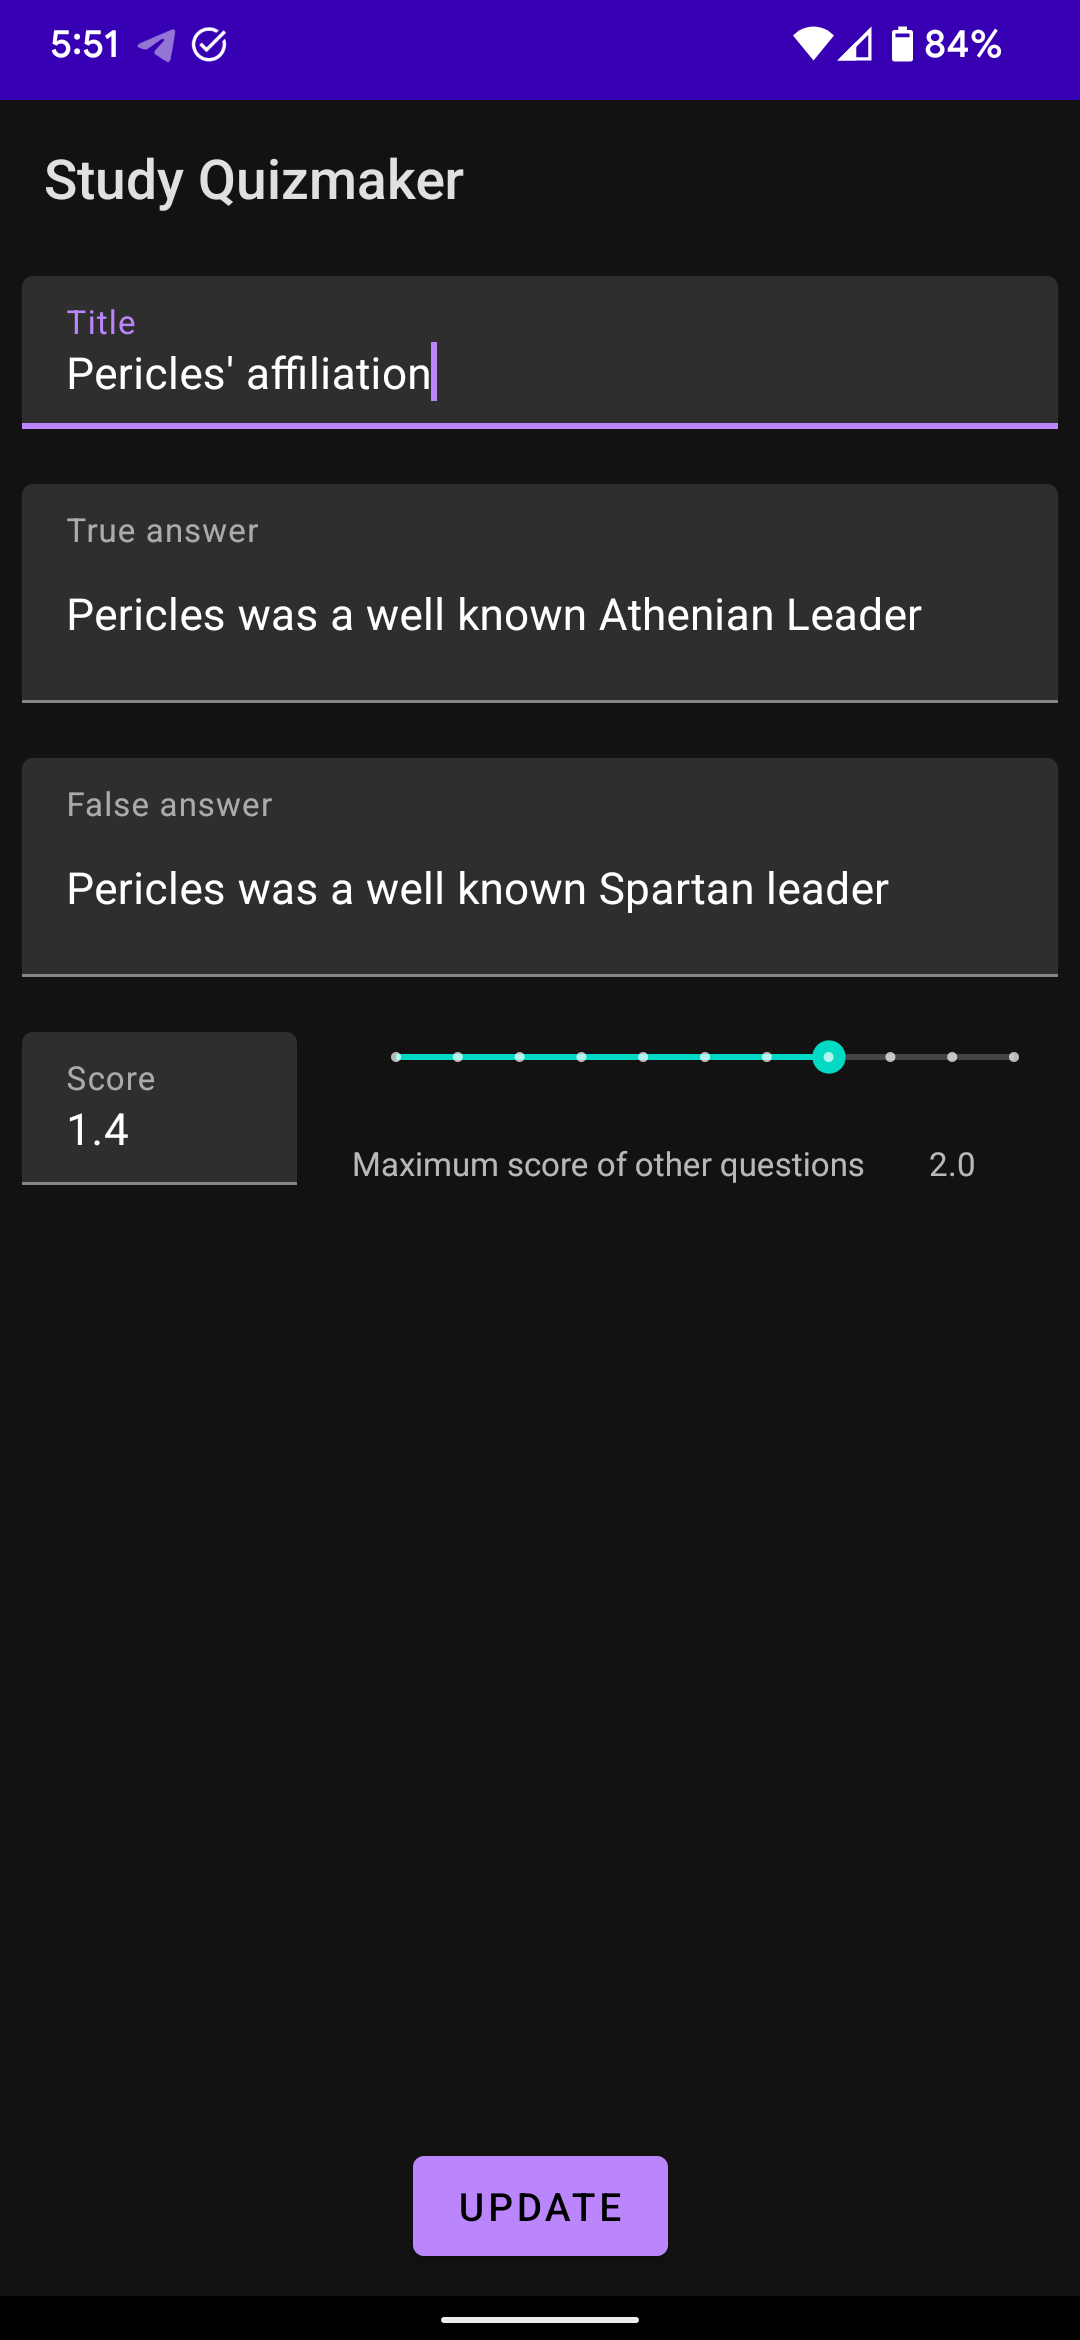 5:51 84%
Study Quizmaker
Title
Pericles' affiliation
True answer
Pericles was a well known Athenian Leader
False answer
Pericles was a well known Spartan leader
Score
1.4
Maximum score of other questions 2.0
UPDATE